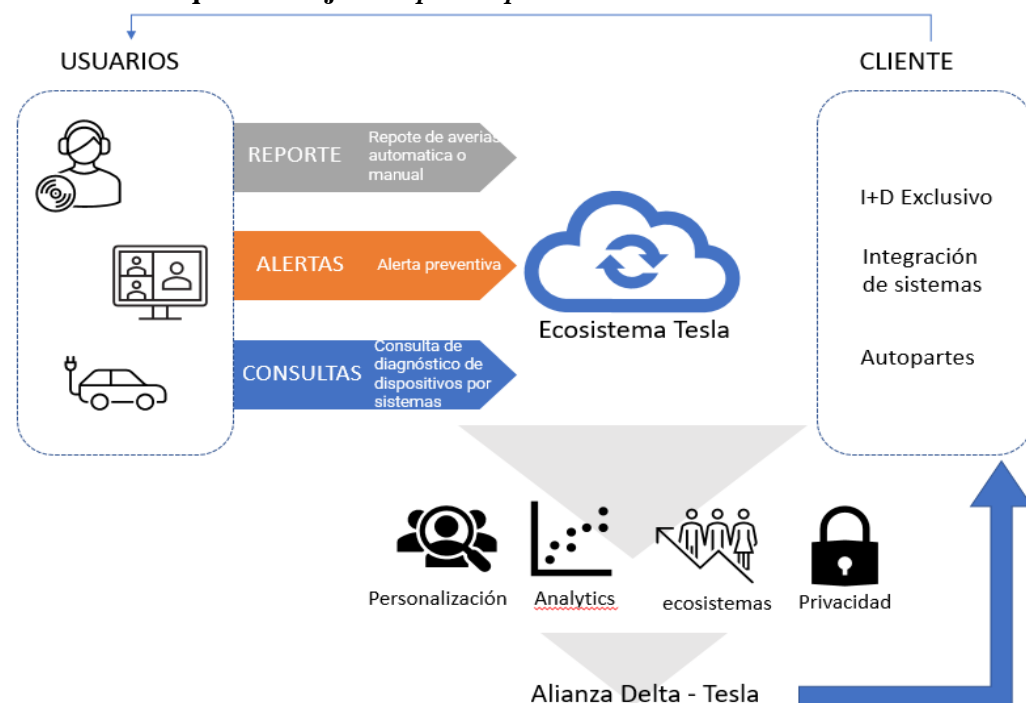 USUARIOS
CLIENTE
REPORTE
Repote de averias
automatica o
manual
ALERTAS
Alerta preventiva
CONSULTAS
Consulta de
diagnóstico de
dispositivos por
sistemas
Ecosistema Tesla
I+D Exclusivo
Integración
de sistemas
Autopartes
Personalización
Analytics
ecosistemas
Privacidad
Alianza Delta - Tesla